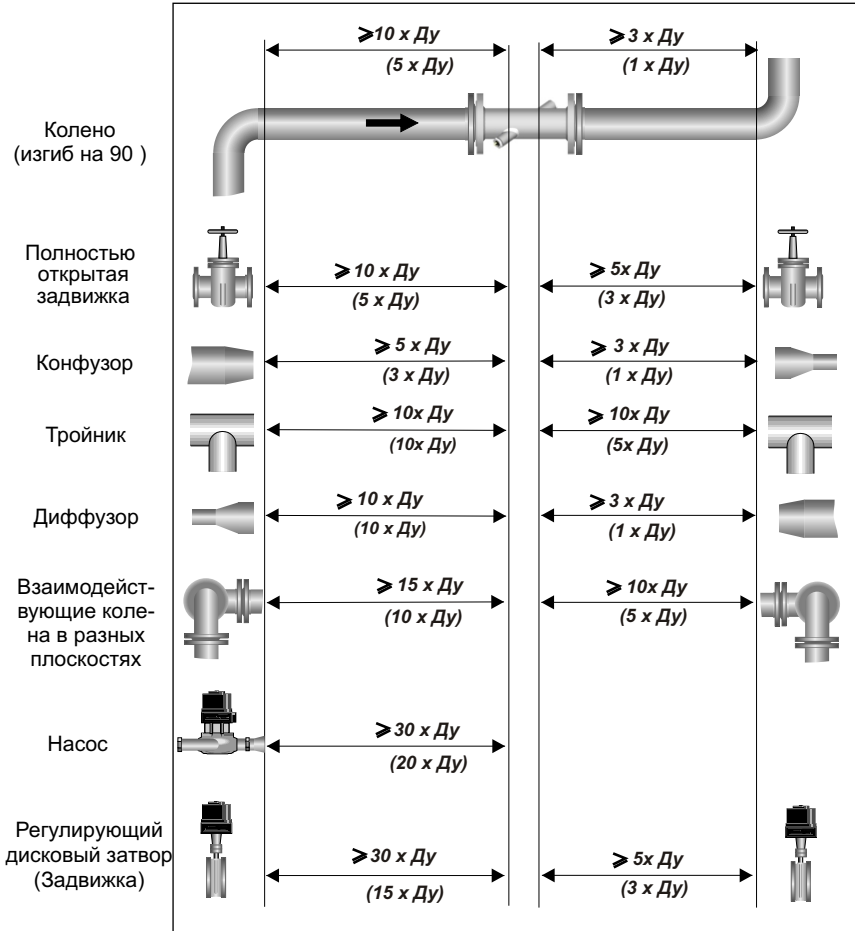 ⩾10 x Ду
(5 x Ду)
⩾3 x Ду
(1 x Ду)
Колено
(изгиб на 90 )
Полностью
открытая
задвижка
⩾10 x Ду
(5 x Ду)
⩾5x Ду
(3 x Ду)
Конфузор
⩾ 5 x Ду
(3 x Ду)
⩾ 3 x Ду
(1 x Ду)
Тройник
⩾ 10x Ду
(10x Ду)
⩾10x Ду
(5x Ду)
Диффузор
⩾10 x Ду
(10 x Ду)
⩾3 x Ду
(1 x Ду)
Взаимодейст-
вующие коле-
на в разных
плоскостях
⩾ 15 x Ду
(10 x Ду)
⩾ 10x Ду
(5 x Ду)
Насос
⩾30 x Ду
(20 x Ду)
Регулирующий
дисковый затвор
(Задвижка)
⩾30 x Ду
(15 x Ду)
⩾5x Ду
(3 x Ду)